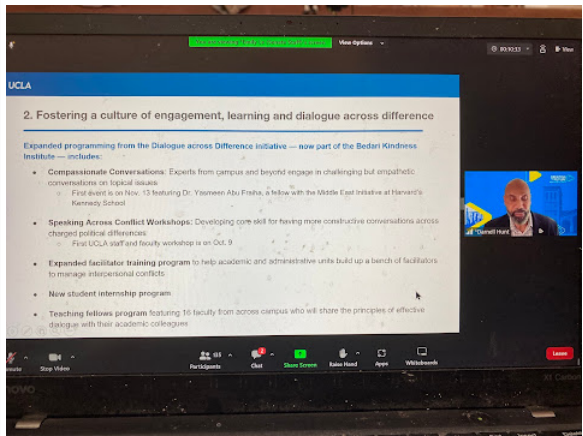 View Options
View
UCLA
2. Fostering a culture of engagement, learning and dialogue across difference
Expanded programming from the Dialogue across Difference initiative — now part of the Bedari Kindness
Institute — includes:
• Compassionate Conversations: Experts from campus and beyond engage in challenging but empathetic
conversations on topical issues
○ First event is on Nov. 13 featuring Dr. Yasmeen Abu Fraiha, a fellow with the Middle East Initiative at Harvard's
Kennedy School
• Speaking Across Conflict Workshops: Developing core skill for having more constructive conversations across
charged political differences
○ First UCLA staff and faculty workshop is on Oct. 9
• Expanded facilitator training program to help academic and administrative units build up a bench of facilitators
to manage interpersonal conflicts
• New student internship program
• Teaching fellows program featuring 16 faculty from across campus who will share the principles of effective
dialogue with their academic colleagues
Darnell Hunt
Stop Video
Participants
Chat
Share Screen
Raise Hand
Apps
Whiteboards
Leave